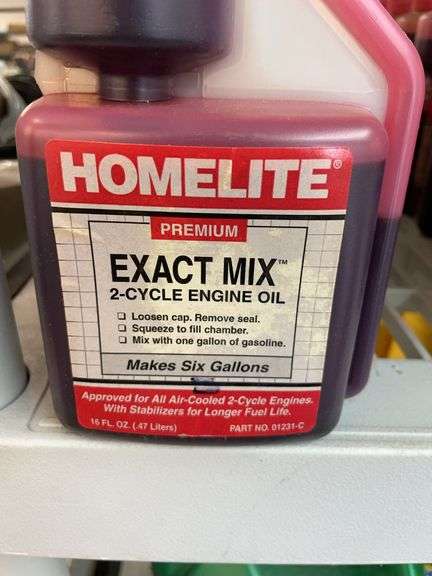 HOMELITE®
PREMIUM
EXACT MIX™
2-CYCLE ENGINE OIL
☐ Loosen cap. Remove seal.
☐ Squeeze to fill chamber.
☐ Mix with one gallon of gasoline.
Makes Six Gallons
Approved for All Air-Cooled 2-Cycle Engines.
With Stabilizers for Longer Fuel Life.
16 FL. OZ. (.47 Liters) PART NO. 01231-C